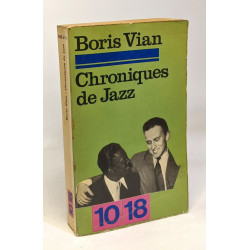 Boris Vian
Chroniques
de Jazz
10 18